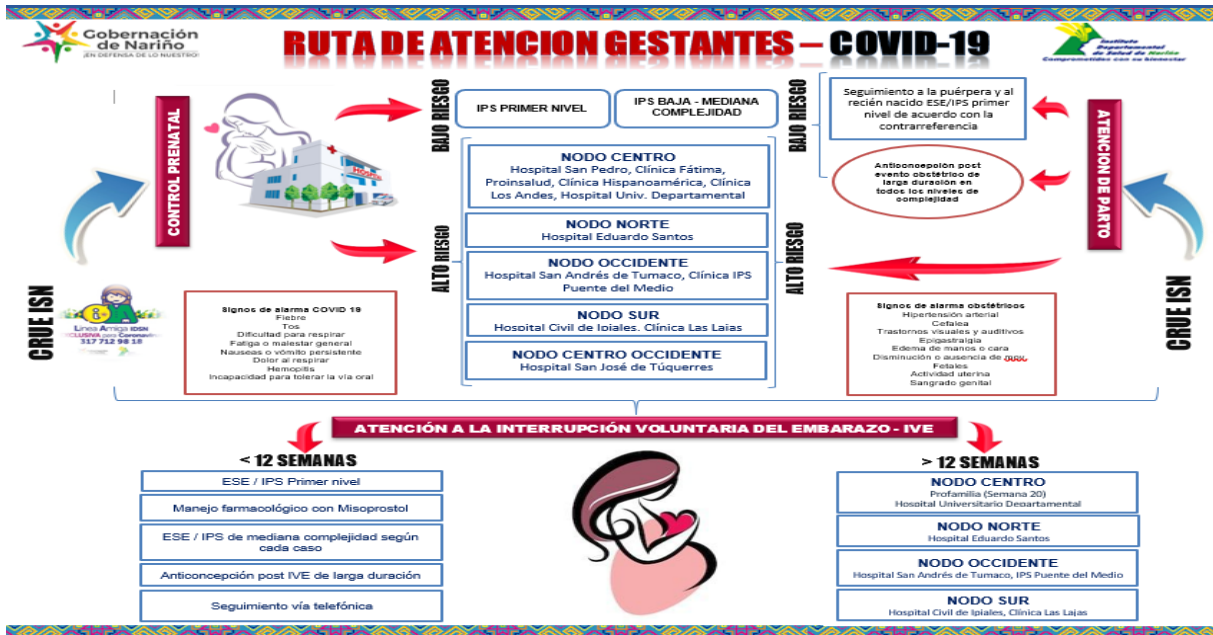 Gobernación
de Nariño
¡EN DEFENSA DE LO NUESTRO!
RUTA DE ATENCION GESTANTES – COVID-19
Instituto
Departamental
de Salud de Nariño
Comprometidos con su bienestar
CONTROL PRENATAL
BAJO RIESGO
IPS PRIMER NIVEL
IPS BAJA - MEDIANA
COMPLEJIDAD
BAJO RIESGO
Seguimiento a la puérpera y al
recién nacido ESE/IPS primer
nivel de acuerdo con la
contrarreferencia
ATENCION DE PARTO
Anticoncepción post
evento obstétrico de
larga duración en
todos los niveles de
complejidad
HOSPITAL
ALTO RIESGO
NODO CENTRO
Hospital San Pedro, Clínica Fátima,
Proinsalud, Clínica Hispanoamérica, Clínica
Los Andes, Hospital Univ. Departamental
NODO NORTE
Hospital Eduardo Santos
NODO OCCIDENTE
Hospital San Andrés de Tumaco, Clínica IPS
Puente del Medio
NODO SUR
Hospital Civil de Ipiales. Clínica Las Lajas
NODO CENTRO OCCIDENTE
Hospital San José de Túquerres
ALTO RIESGO
CRUE ISN
Línea Amiga IDSN
EXCLUSIVA para Coronavirus
317 712 98 18
Signos de alarma COVID 19
Fiebre
Tos
Dificultad para respirar
Fatiga o malestar general
Nauseas o vómito persistente
Dolor al respirar
Hemoptis
Incapacidad para tolerar la vía oral
Signos de alarma obstétricos
Hipertensión arterial
Cefalea
Trastornos visuales y auditivos
Epigastralgia
Edema de manos o cara
Disminución o ausencia de
Fetales
Actividad uterina
Sangrado genital
CRUE ISN
ATENCIÓN A LA INTERRUPCIÓN VOLUNTARIA DEL EMBARAZO - IVE
< 12 SEMANAS
ESE / IPS Primer nivel
Manejo farmacológico con Misoprostol
ESE / IPS de mediana complejidad según
cada caso
Anticoncepción post IVE de larga duración
Seguimiento vía telefónica
> 12 SEMANAS
NODO CENTRO
Profamilia (Semana 20)
Hospital Universitario Departamental
NODO NORTE
Hospital Eduardo Santos
NODO OCCIDENTE
Hospital San Andrés de Tumaco, IPS Puente del Medio
NODO SUR
Hospital Civil de Ipiales, Clínica Las Lajas